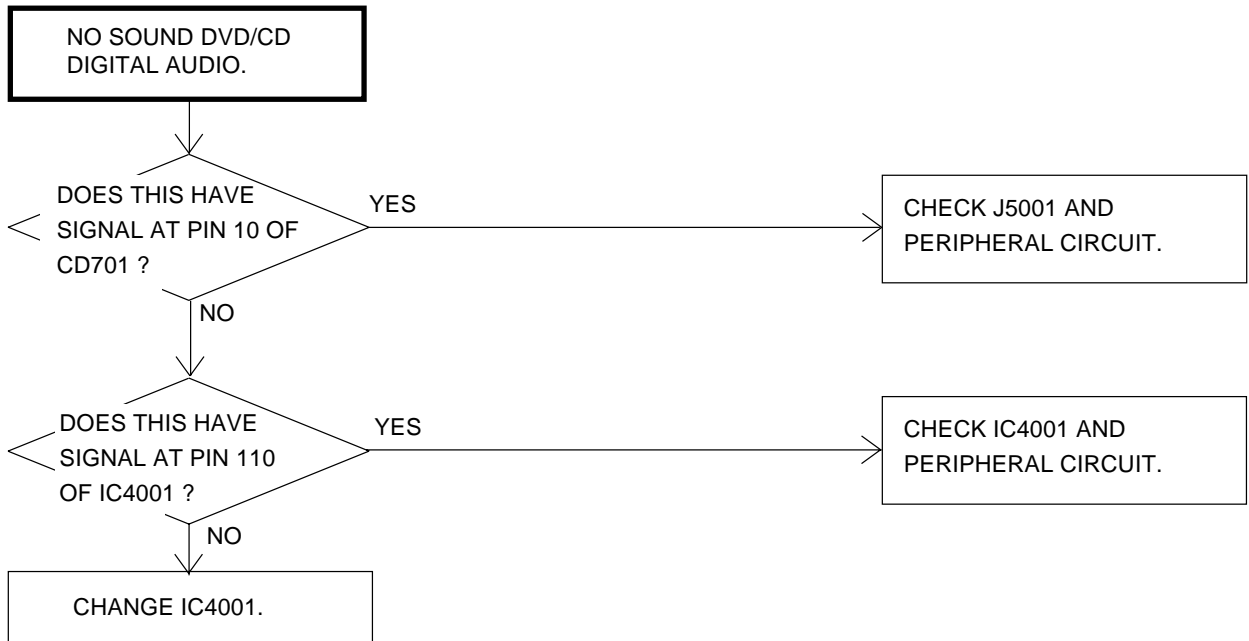 NO SOUND DVD/CD
DIGITAL AUDIO.
DOES THIS HAVE
SIGNAL AT PIN 10 OF
CD701 ?
YES
CHECK J5001 AND
PERIPHERAL CIRCUIT.
NO
DOES THIS HAVE
SIGNAL AT PIN 110
OF IC4001 ?
YES
CHECK IC4001 AND
PERIPHERAL CIRCUIT.
NO
CHANGE IC4001.